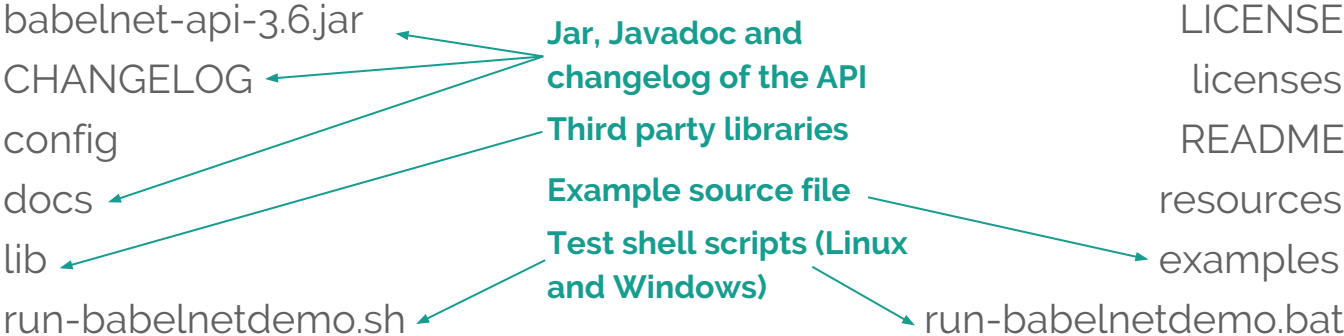 babelnet-api-3.6.jar
CHANGELOG
config
docs
lib
run-babelnetdemo.sh
Jar, Javadoc and
changelog of the API
Third party libraries
Example source file
Test shell scripts (Linux
and Windows)
LICENSE
licenses
README
resources
examples
run-babelnetdemo.bat